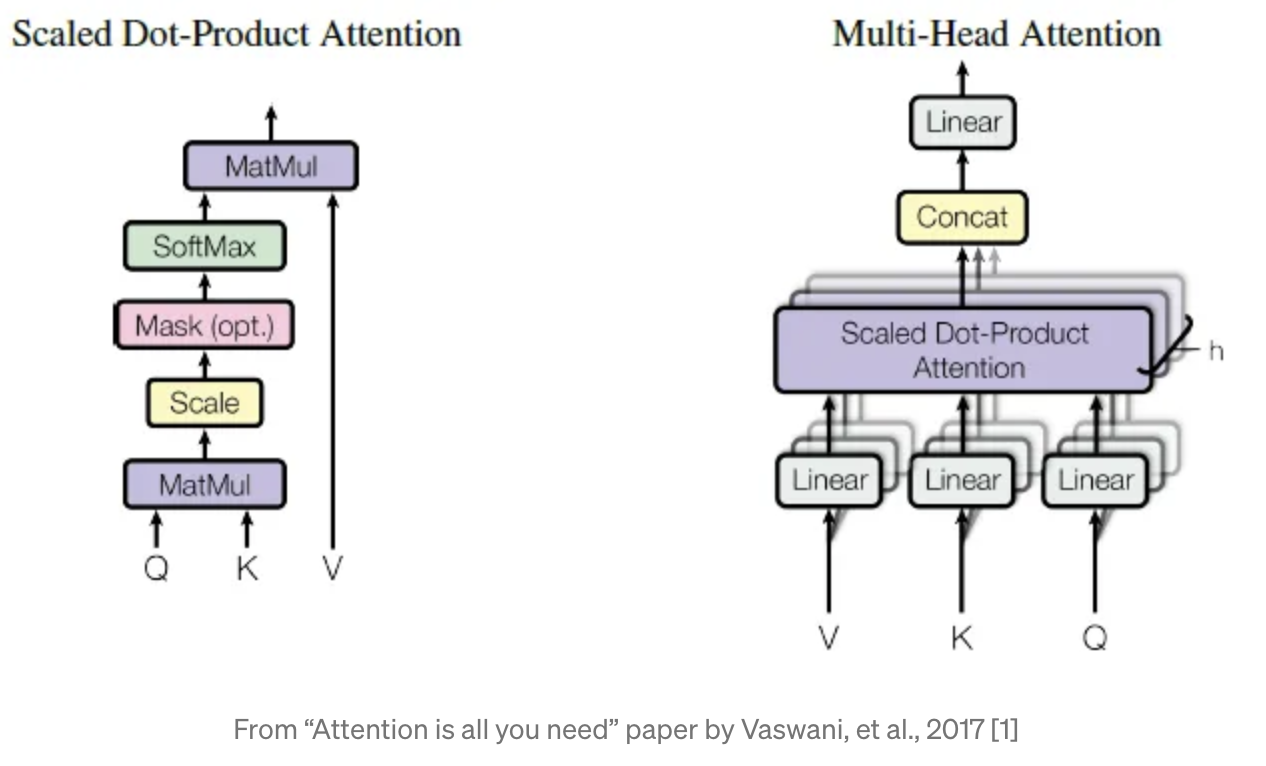 Scaled Dot-Product Attention
MatMul
SoftMax
Mask (opt.)
Scale
MatMul
Q K V
Multi-Head Attention
Linear
Concat
Scaled Dot-Product
Attention
h
Linear Linear Linear
V K Q
From “Attention is all you need” paper by Vaswani, et al., 2017 [1]